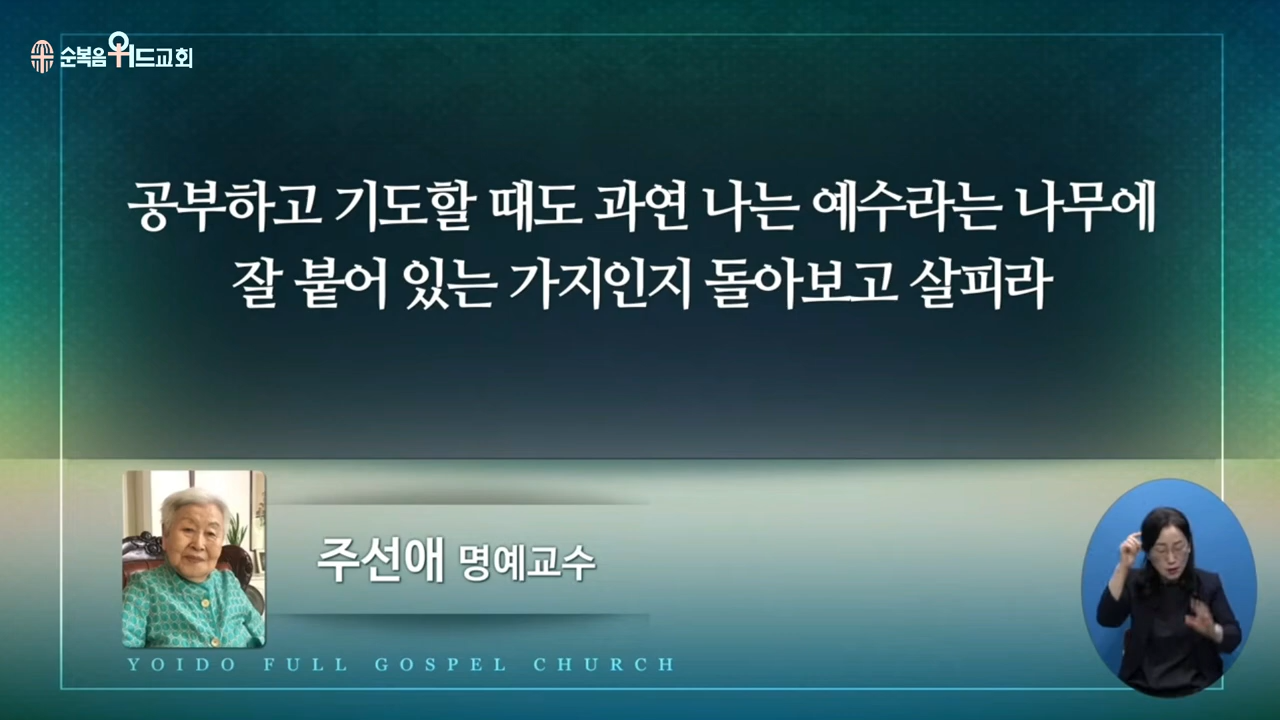 순복음위드교회
공부하고 기도할 때도 과연 나는 예수라는 나무에
잘 붙어 있는 가지인지 돌아보고 살피라
주선애 명예교수
YOIDO FULL GOSPEL CHURCH